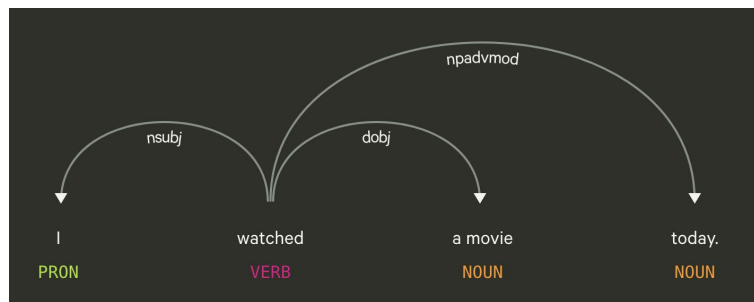 npadvmod
nsubj dobj
I watched a movie today.
PRON VERB NOUN NOUN